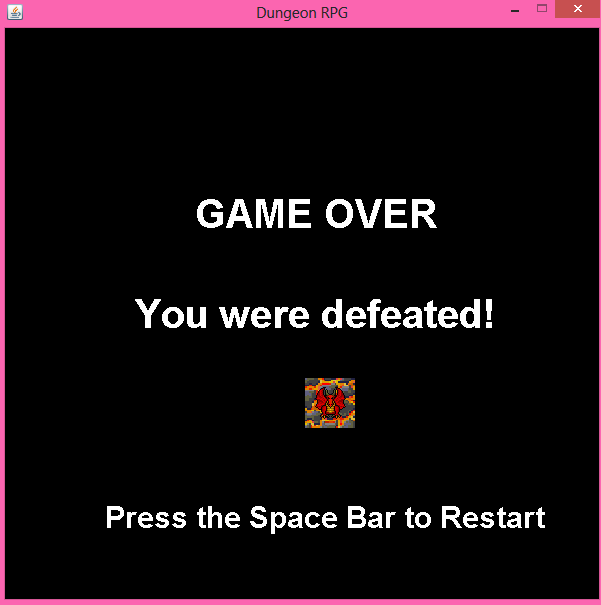 Dungeon RPG
GAME OVER
You were defeated!
Press the Space Bar to Restart